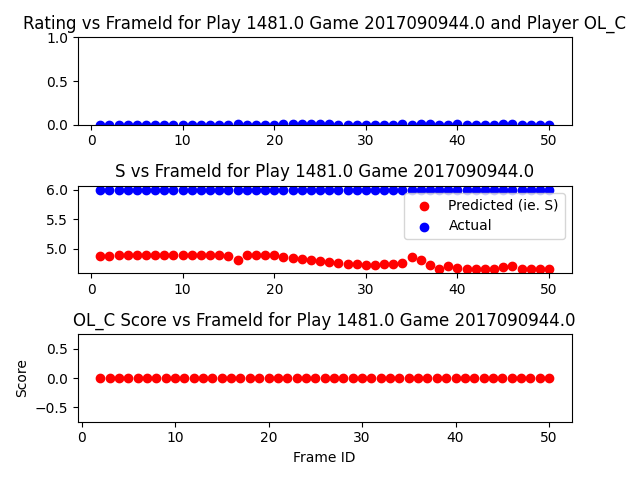 Rating vs FrameId for Play 1481.0 Game 2017090944.0 and Player OL_C
1.0
0.5
0.0
0 10 20 30 40 50
S vs FrameId for Play 1481.0 Game 2017090944.0
6.0
5.5
5.0
Predicted (ie. S)
Actual
0 10 20 30 40 50
OL_C Score vs FrameId for Play 1481.0 Game 2017090944.0
Score
0.5
0.0
−0.5
0 10 20 30 40 50
Frame ID